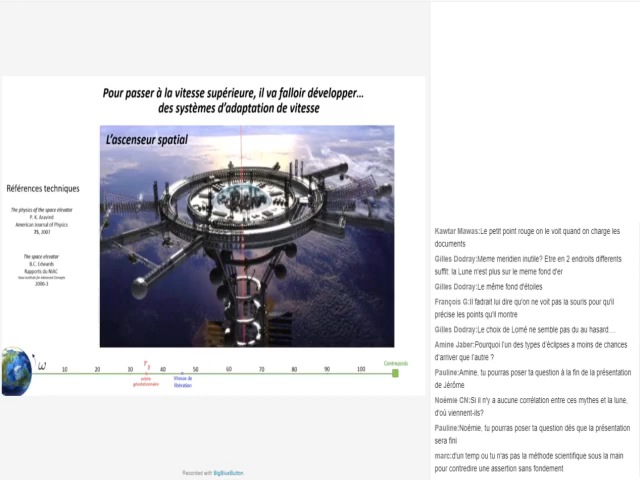 Pour passer à la vitesse supérieure, il va falloir développer...
des systèmes d'adaptation de vitesse
L'ascenseur spatial
Références techniques
The physics of the space elevator
P. K. Aravind
American Journal of Physics
75, 2007
The space elevator
B.C. Edwards
Rapports du NIAC
ω
10
20
30
r_g
orbite
géostationnaire
Vitesse de
libération
50
60
70
80
90
100
Contrepoids
Recorded with BigBlueButton.
Kawtar Mawas:Le petit point rouge on le voit quand on charge les
documents
Gilles Dodray:Meme meridien inutile? Etre en 2 endroits differents
suffit. la Lune n'est plus sur le meme fond d'er
Gilles Dodray:Le même fond d'étoiles
François G:Il fadrait lui dire qu'on ne voit pas la souris pour qu'il
précise les points qu'il montre
Gilles Dodray:Le choix de Lomé ne semble pas du au hasard....
Amine Jaber:Pourquoi l'un des types d'éclipses a moins de chances
d'arriver que l'autre ?
Pauline:Amine, tu pourras poser ta question à la fin de la présentation
de Jérôme
Noémie CN:Si il n'y a aucune corrélation entre ces mythes et la lune,
d'où viennent-ils?
Pauline:Noémie, tu pourras poser ta question dès que la présentation
sera fini
marc:d'un temp ou tu n'as pas la méthode scientifique sous la main
pour contredire une assertion sans fondement